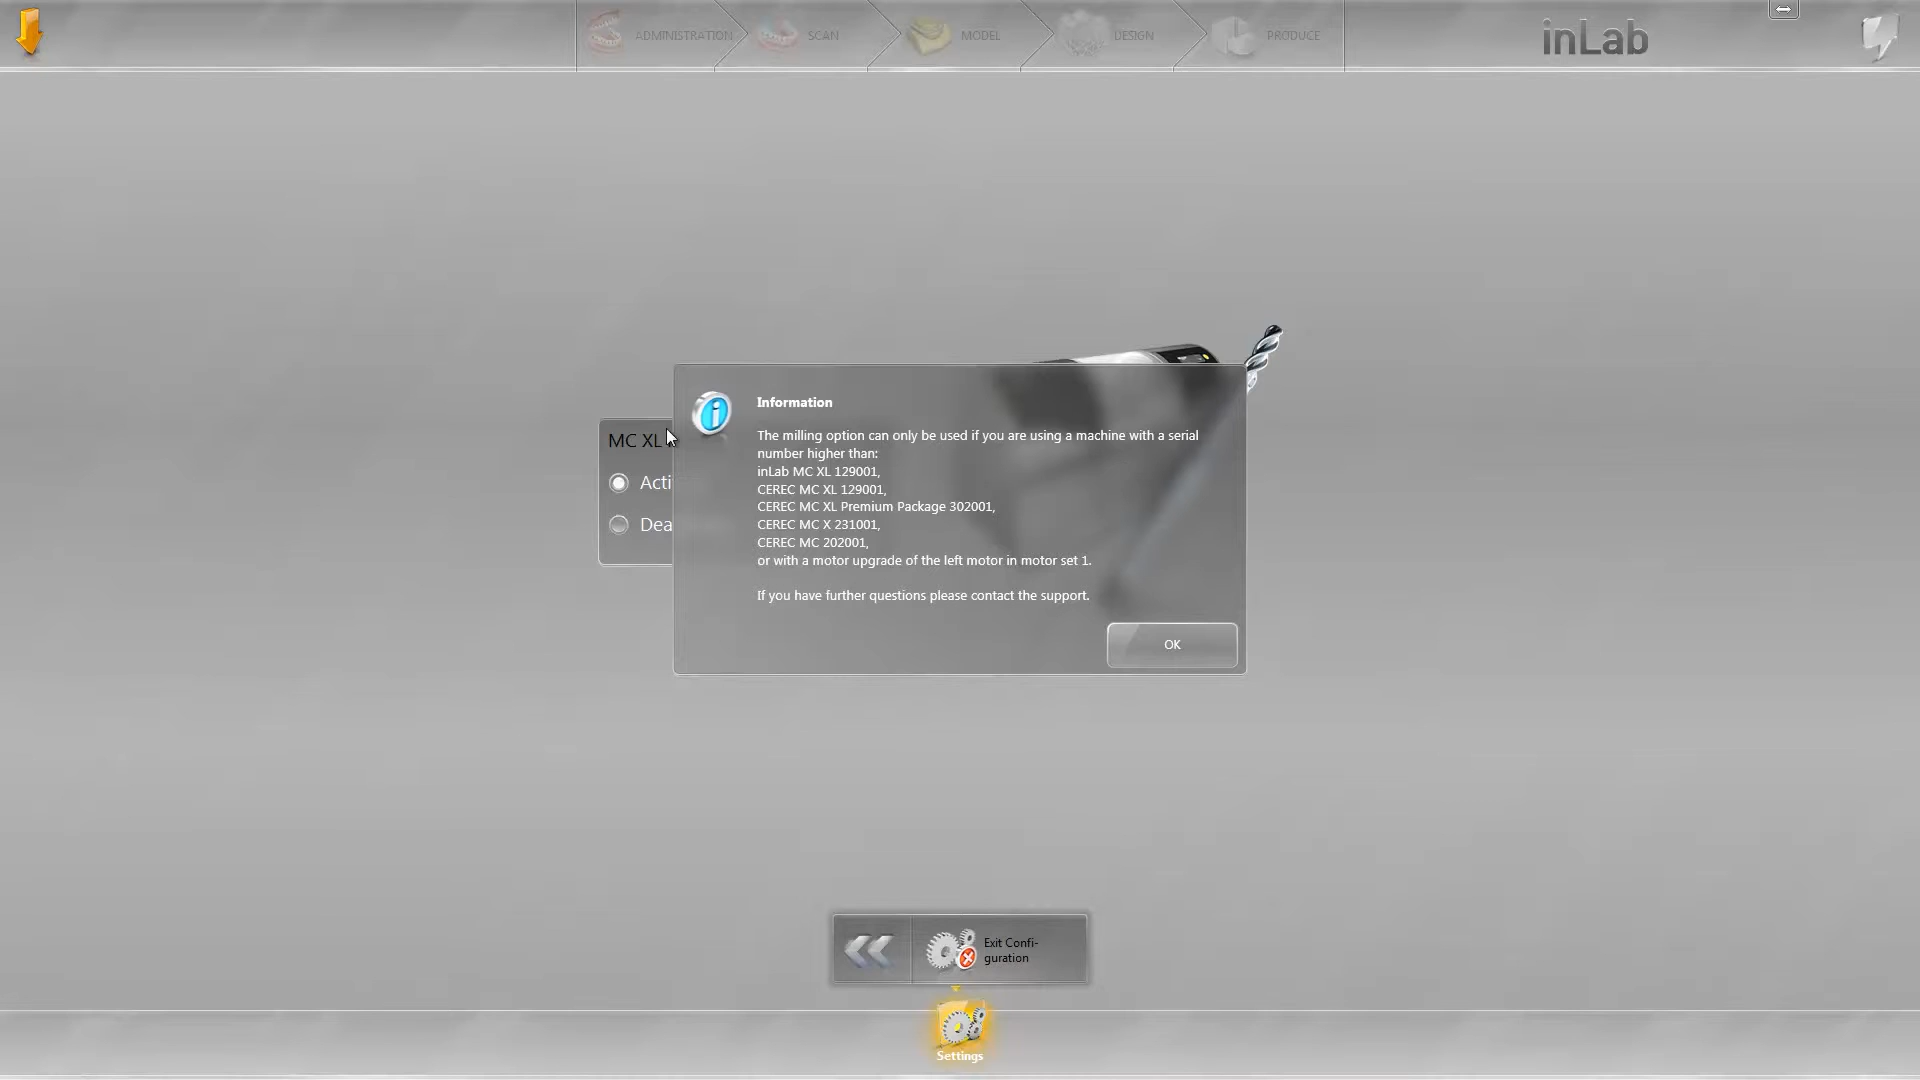 ADMINISTRATION
SCAN
MODEL
DESIGN
PRODUCE
inLab
MC XL
Information
The milling option can only be used if you are using a machine with a serial
number higher than:
inLab MC XL 129001,
CEREC MC XL 129001,
CEREC MC XL Premium Package 302001,
CEREC MC X 231001,
CEREC MC 202001,
or with a motor upgrade of the left motor in motor set 1.
If you have further questions please contact the support.
Acti
Dea
OK
Exit Confi-
guration
Settings